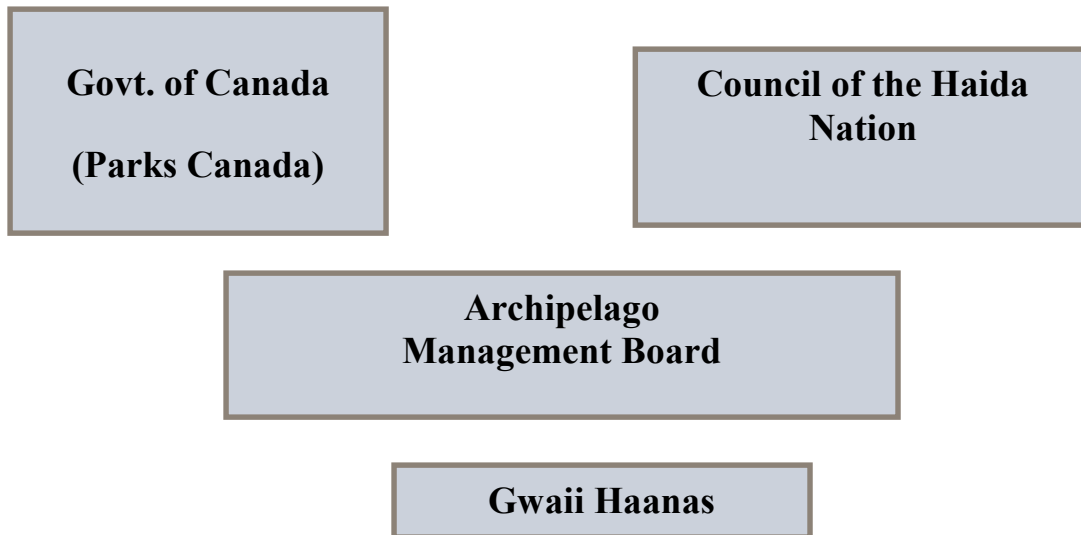 Govt. of Canada
(Parks Canada)
Council of the Haida
Nation
Archipelago
Management Board
Gwaii Haanas